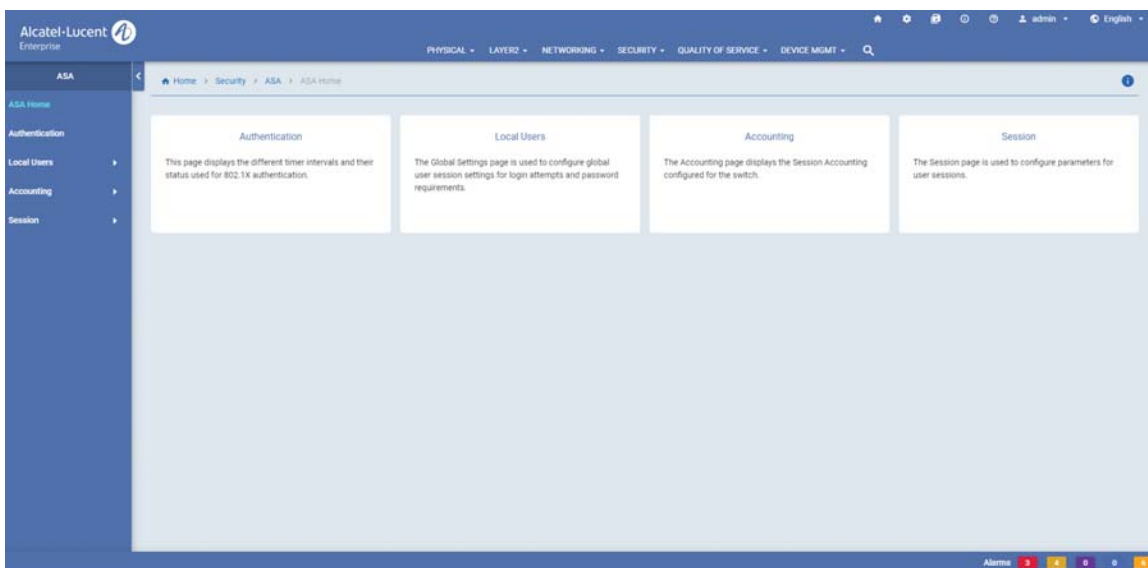 Alcatel·Lucent
Enterprise
admin
English
PHYSICAL
LAYER2
NETWORKING
SECURITY
QUALITY OF SERVICE
DEVICE MGMT
ASA
Home > Security > ASA > ASA Home
ASA Home
Authentication
Local Users
Accounting
Session
Authentication
This page displays the different timer intervals and their
status used for 802.1X authentication.
Local Users
The Global Settings page is used to configure global
user session settings for login attempts and password
requirements.
Accounting
The Accounting page displays the Session Accounting
configured for the switch.
Session
The Session page is used to configure parameters for
user sessions.
Alarms 3 4 0 0